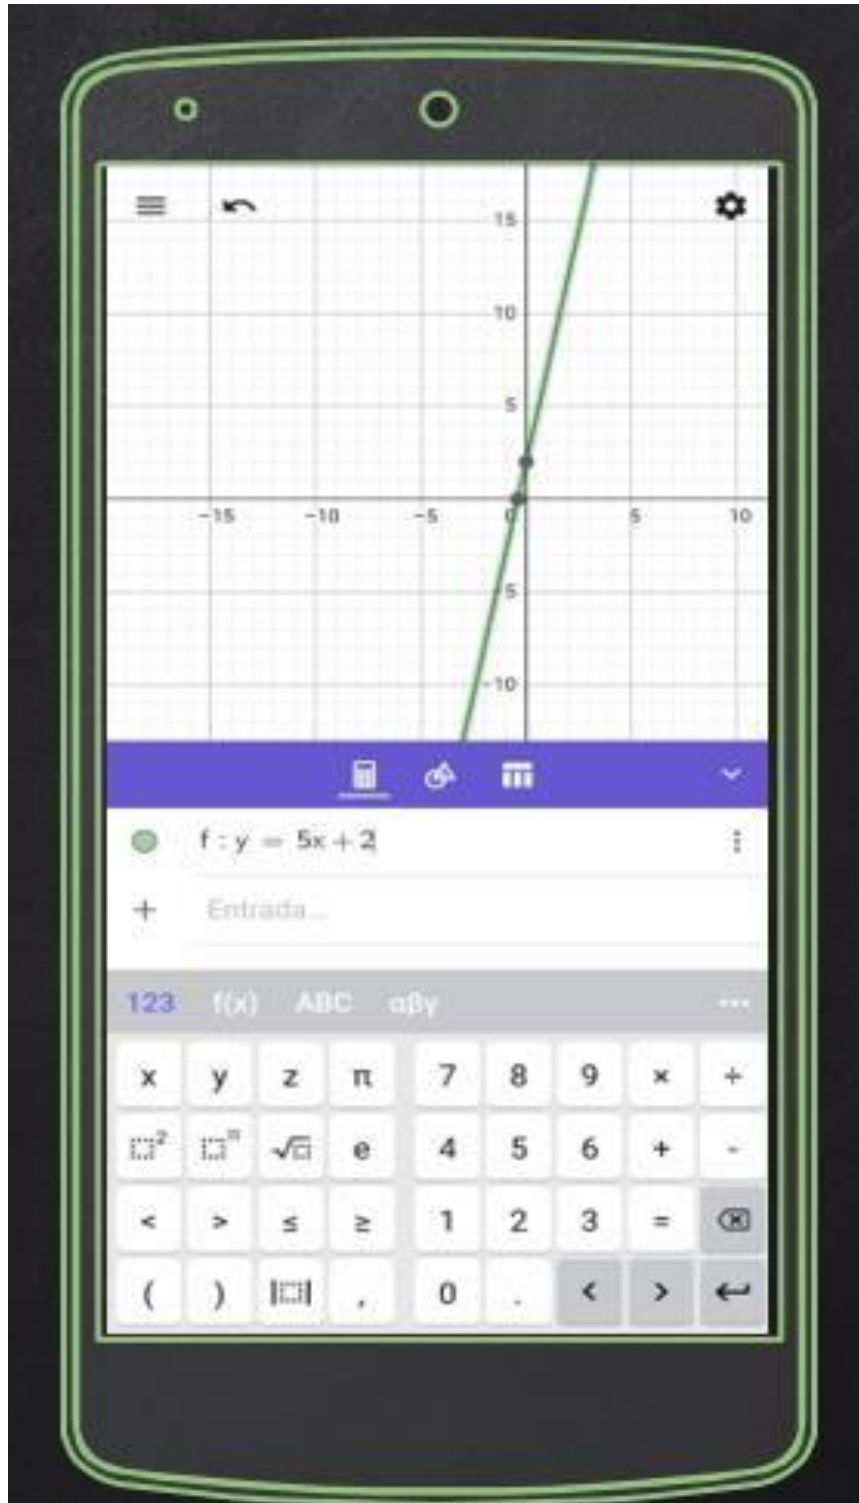 15
10
5
-15 -10 -5 0 5 10
-5
-10
f : y = 5x + 2
Entrada...
123 f(x) ABC αβγ
x y z π 7 8 9 × ÷
² ⁿ √ e 4 5 6 + -
< > ≤ ≥ 1 2 3 =
( ) | | , 0 . < >